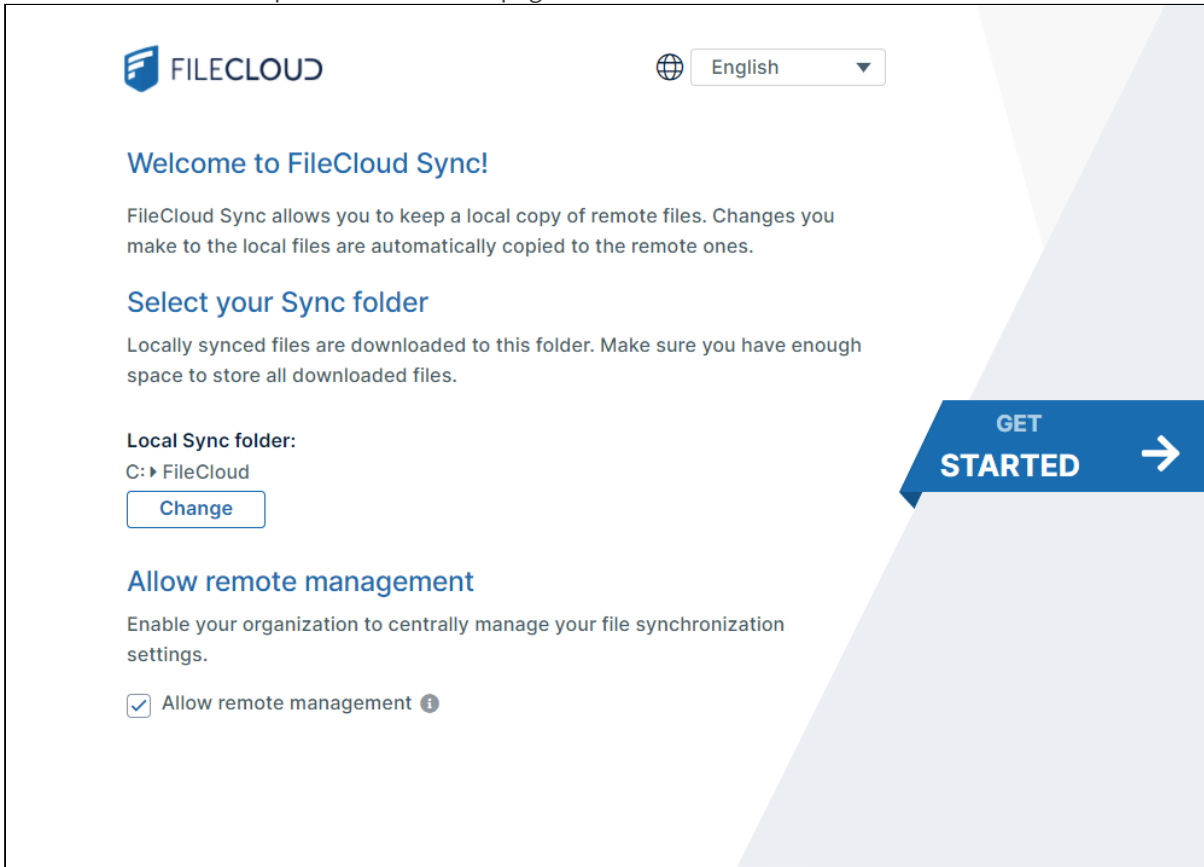 FILECLOUD
English
Welcome to FileCloud Sync!
FileCloud Sync allows you to keep a local copy of remote files. Changes you
make to the local files are automatically copied to the remote ones.
Select your Sync folder
Locally synced files are downloaded to this folder. Make sure you have enough
space to store all downloaded files.
GET
STARTED
Local Sync folder:
C: FileCloud
Change
Allow remote management
Enable your organization to centrally manage your file synchronization
settings.
Allow remote management